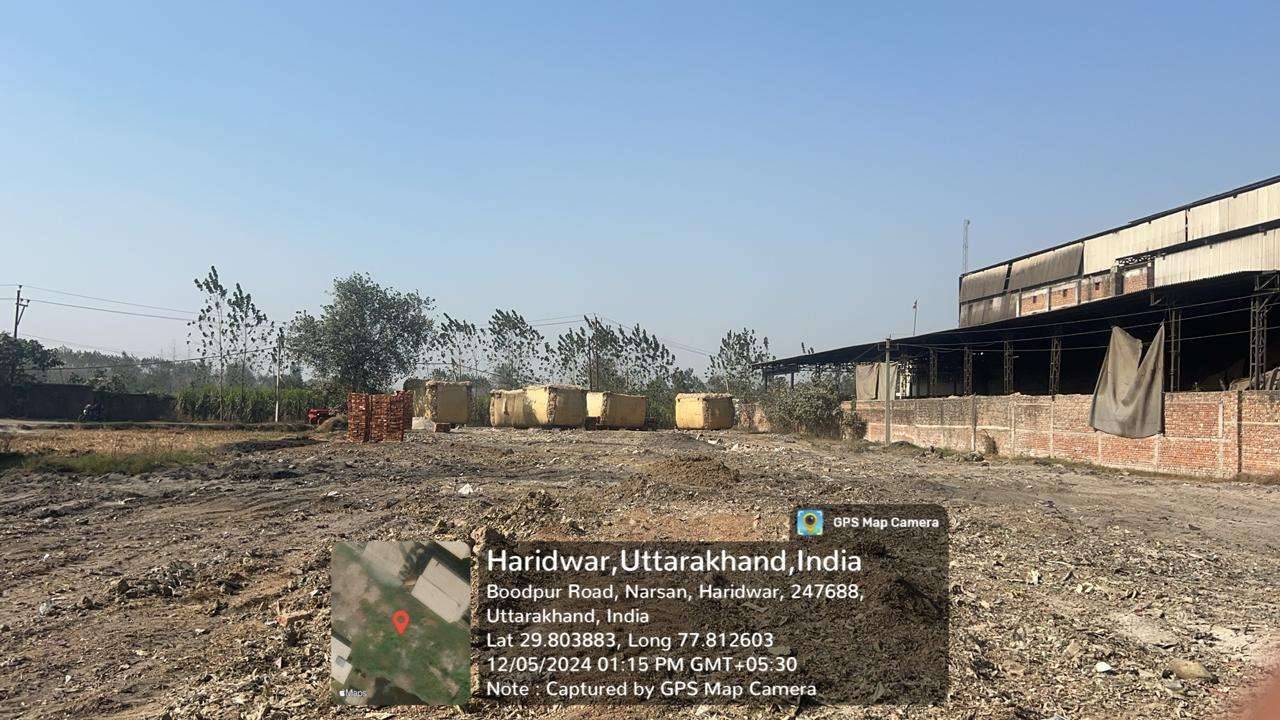 GPS Map Camera
Haridwar,Uttarakhand,India
Boodpur Road, Narsan, Haridwar, 247688,
Uttarakhand, India
Lat 29.803883, Long 77.812603
12/05/2024 01:15 PM GMT+05:30
Note : Captured by GPS Map Camera
Maps